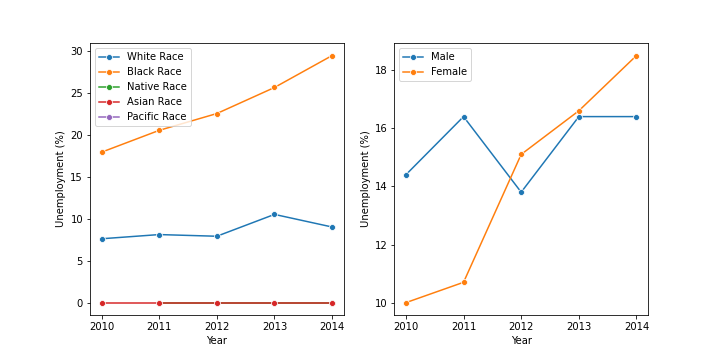 White Race
Black Race
Native Race
Asian Race
Pacific Race
30
25
20
15
10
5
0
Unemployment (%)
2010 2011 2012 2013 2014
Year
Male
Female
18
16
14
12
10
Unemployment (%)
2010 2011 2012 2013 2014
Year